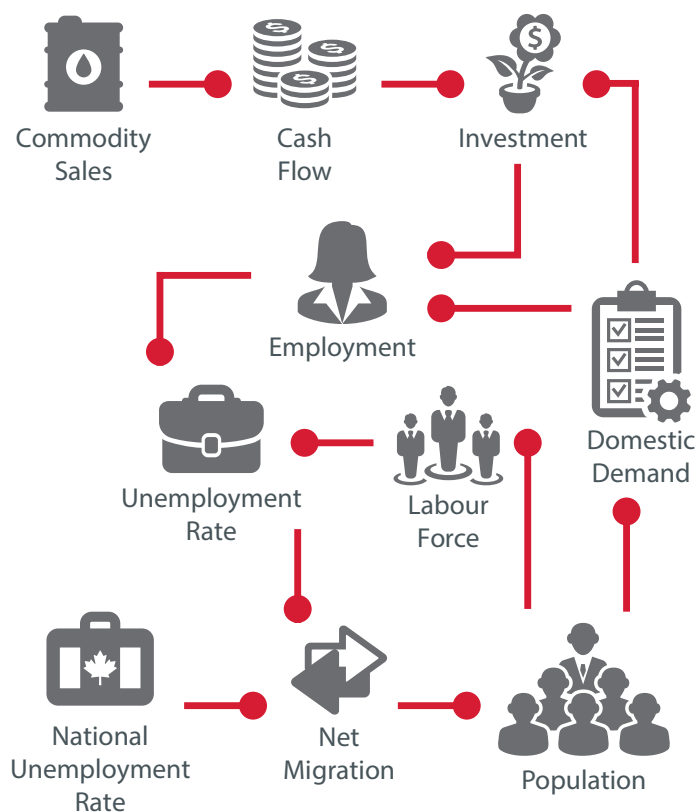 Commodity
Sales
Cash
Flow
$
Investment
Employment
Domestic
Demand
Unemployment
Rate
Labour
Force
National
Unemployment
Rate
Net
Migration
Population